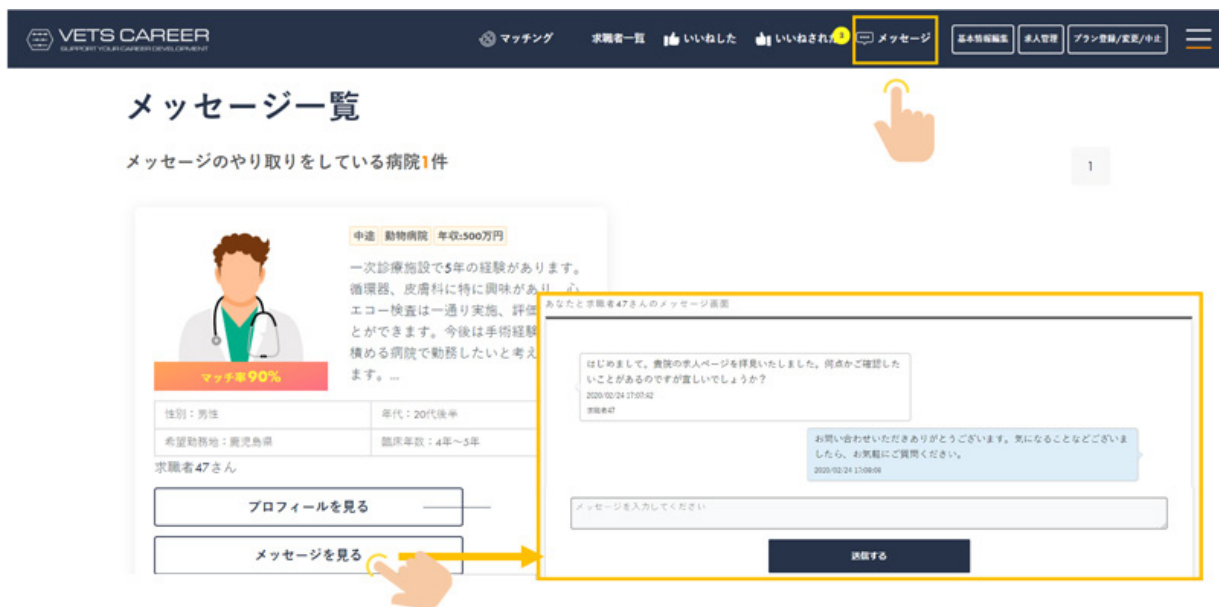 VETS CAREER
SUPPORT YOUR CAREER DEVELOPMENT
マッチング
求職者一覧
いいねした
いいねされた
3
メッセージ
基本情報編集
求人管理
プラン登録/変更/中止
メッセージ一覧
メッセージのやり取りをしている病院1件
1
中途 動物病院 年収:500万円
一次診療施設で5年の経験があります。
循環器、皮膚科に特に興味があり、心
エコー検査は一通り実施、評価
とができます。今後は手術経験
積める病院で勤務したいと考え
ます。...
マッチ率90%
性別：男性
年代：20代後半
希望勤務地：鹿児島県
臨床年数：4年〜5年
求職者47さん
プロフィールを見る
メッセージを見る
あなたと求職者47さんのメッセージ画面
はじめまして。貴院の求人ページを拝見いたしました。何点かご確認した
いことがあるのですが宜しいでしょうか？
2020/02/24 17:07:42
求職者47
お問い合わせいただきありがとうございます。気になることなどございま
したら、お気軽にご質問ください。
2020/02/24 17:08:08
メッセージを入力してください
送信する